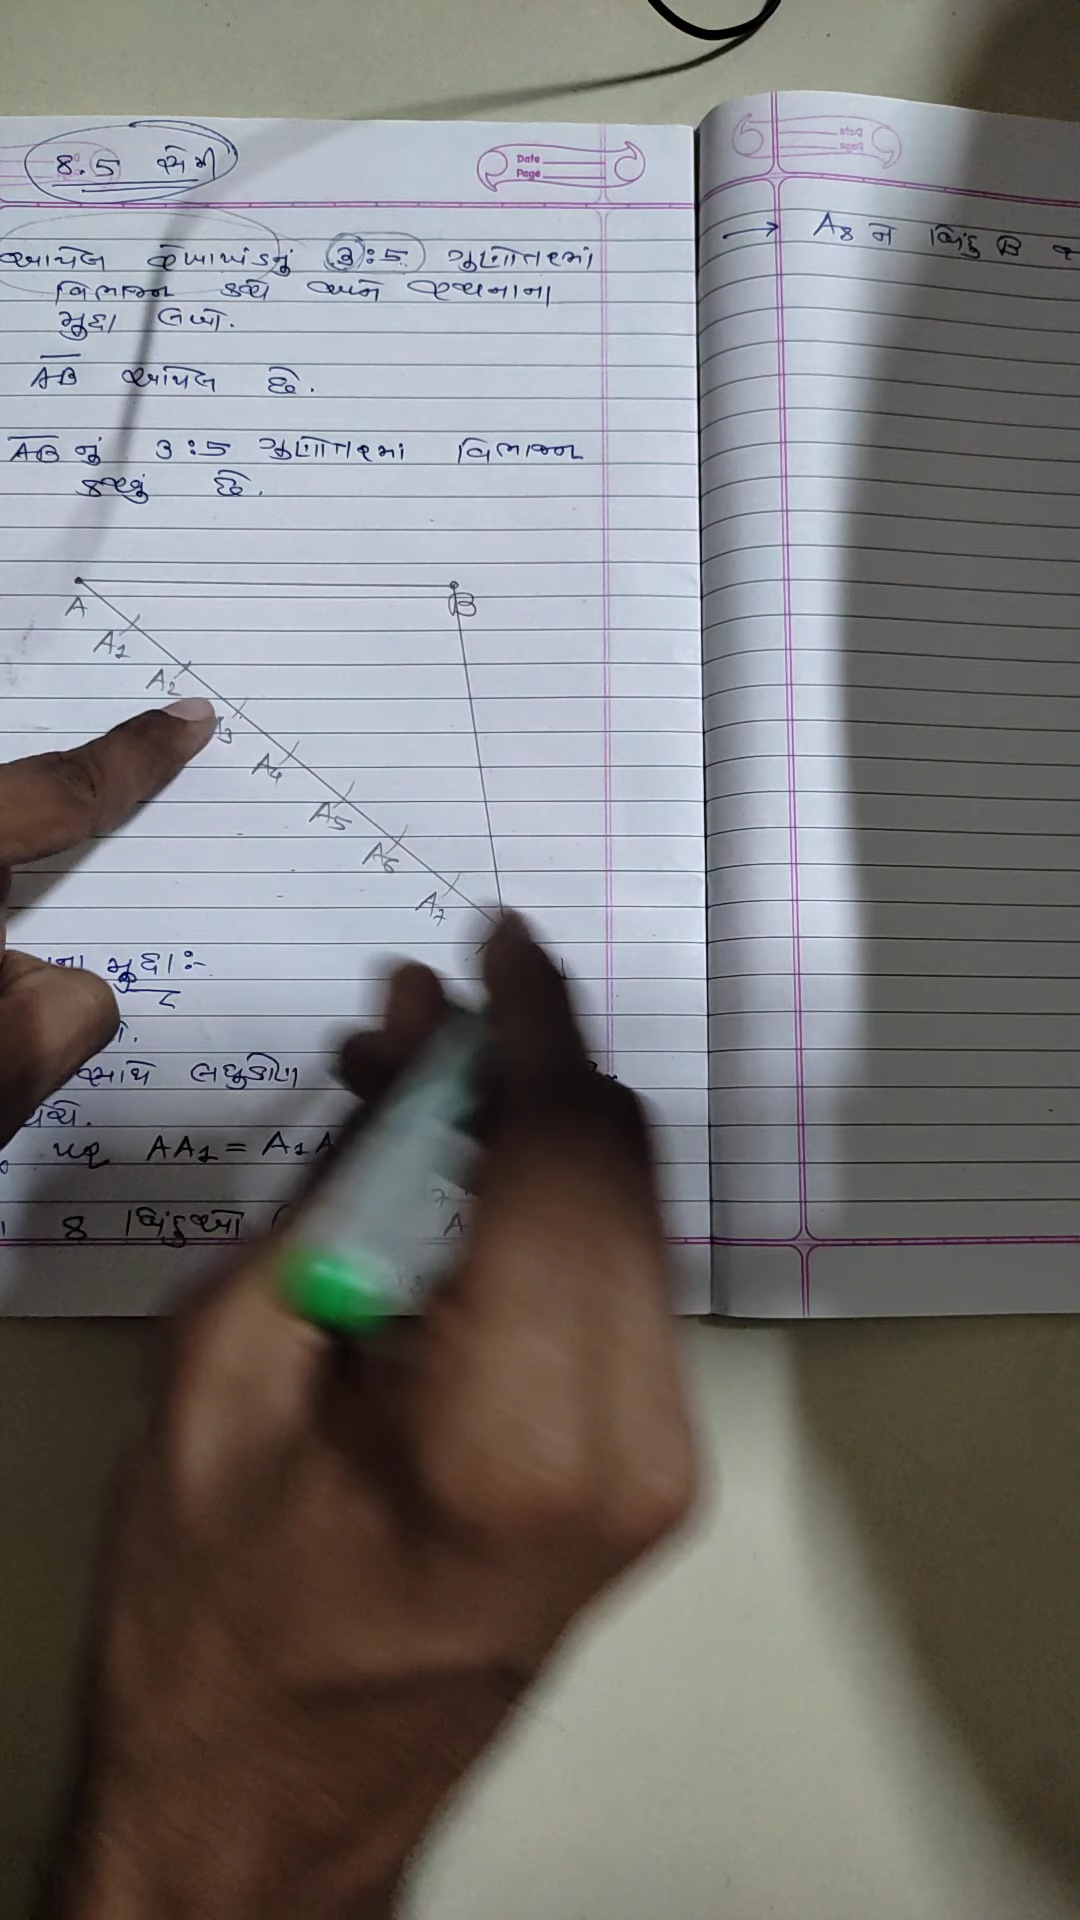 8.5 સેમી
Date
Page
આપેલ રેખાખંડનું 3:5 ગુણોત્તરમાં
વિભાજન કરો અને રચનાના
મુદ્દા લખો.
AB આપેલ છે.
AB નું 3:5 ગુણોત્તરમાં વિભાજન
કરવું છે.
A
B
A1
A2
A3
A4
A5
A6
A7
મુદ્દા :-
સાથે લઘુકોણ
પર AA1 = A1A
8 બિંદુઓ (
→ A8 ને બિંદુ B